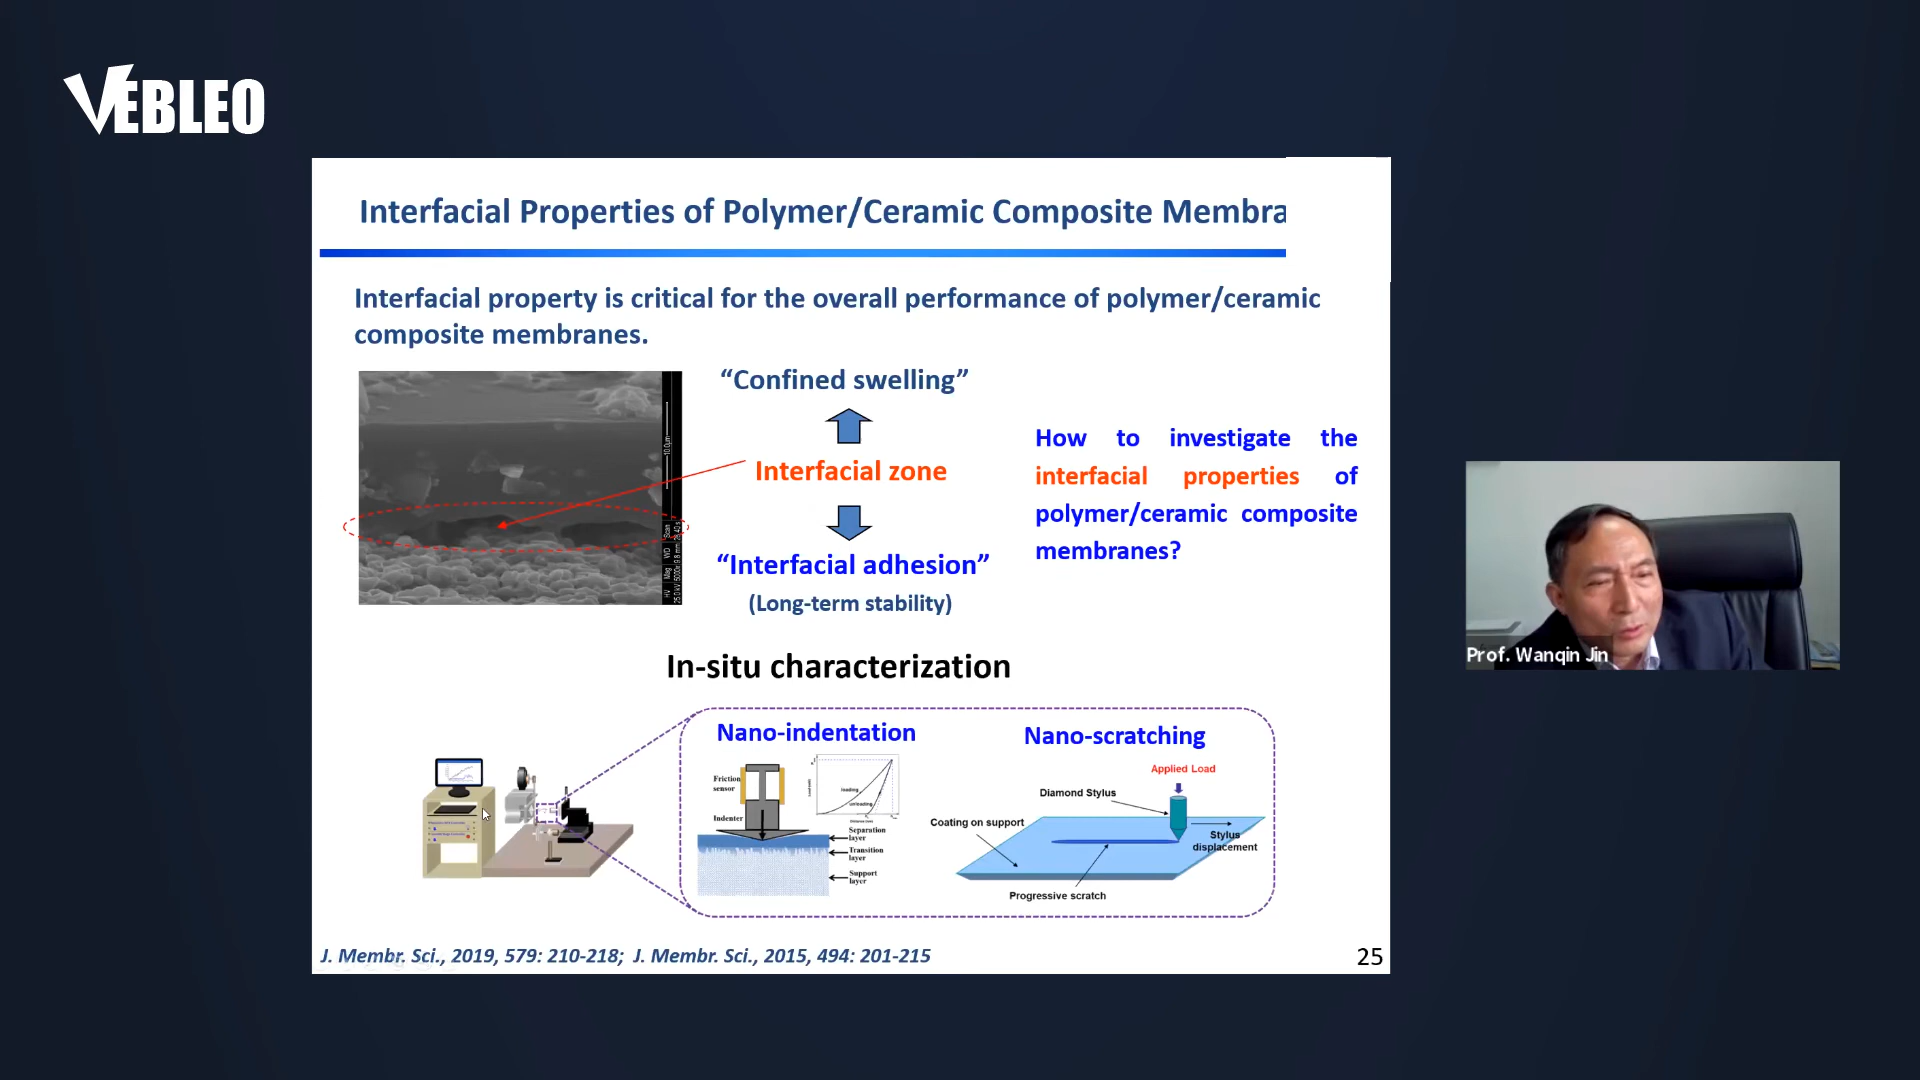 VEBLEO
Interfacial Properties of Polymer/Ceramic Composite Membra
Interfacial property is critical for the overall performance of polymer/ceramic
composite membranes.
“Confined swelling”
Interfacial zone
“Interfacial adhesion”
(Long-term stability)
How to investigate the
interfacial properties of
polymer/ceramic composite
membranes?
In-situ characterization
Nano-indentation
Friction
sensor
Indenter
loading
unloading
Separation
layer
Transition
layer
Support
layer
Nano-scratching
Applied Load
Diamond Stylus
Coating on support
Stylus
displacement
Progressive scratch
J. Membr. Sci., 2019, 579: 210-218; J. Membr. Sci., 2015, 494: 201-215
25
Prof. Wanqin Jin